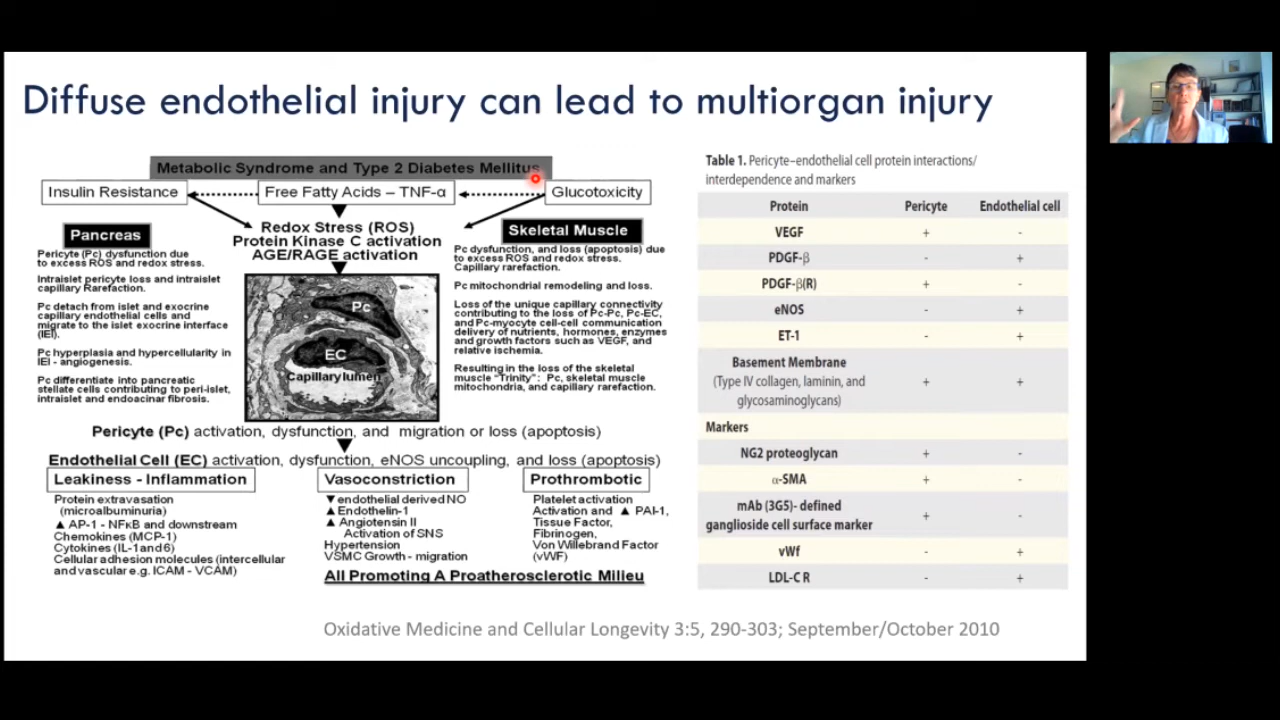 Diffuse endothelial injury can lead to multiorgan injury
Metabolic Syndrome and Type 2 Diabetes Mellitus
Insulin Resistance
Free Fatty Acids – TNF-α
Glucotoxicity
Redox Stress (ROS)
Protein Kinase C activation
AGE/RAGE activation
Pancreas
Pericyte (Pc) dysfunction due
to excess ROS and redox stress.
Intraislet pericyte loss and intraislet
capillary Rarefaction.
Pc detach from islet and exocrine
capillary endothelial cells and
migrate to the islet exocrine interface
(IEI).
Pc hyperplasia and hypercellularity in
IEI - angiogenesis.
Pc differentiate into pancreatic
stellate cells contributing to peri-islet,
intraislet and endoacinar fibrosis.
Pc
EC
Capillary lumen
Skeletal Muscle
Pc dysfunction, and loss (apoptosis) due
to excess ROS and redox stress.
Capillary rarefaction.
Pc mitochondrial remodeling and loss.
Loss of the unique capillary connectivity
contributing to the loss of Pc-Pc, Pc-EC,
and Pc-myocyte cell-cell communication
delivery of nutrients, hormones, enzymes
and growth factors such as VEGF, and
relative ischemia.
Resulting in the loss of the skeletal
muscle “Trinity”: Pc, skeletal muscle
mitochondria, and capillary rarefaction.
Pericyte (Pc) activation, dysfunction, and migration or loss (apoptosis)
Endothelial Cell (EC) activation, dysfunction, eNOS uncoupling, and loss (apoptosis)
Leakiness - Inflammation
Protein extravasation
(microalbuminuria)
▲ AP-1 - NFκB and downstream
Chemokines (MCP-1)
Cytokines (IL-1and6)
Cellular adhesion molecules (intercellular
and vascular e.g. ICAM - VCAM)
Vasoconstriction
▼ endothelial derived NO
▲ Endothelin-1
▲ Angiotensin II
Activation of SNS
Hypertension
VSMC Growth - migration
Prothrombotic
Platelet activation
Activation and ▲ PAI-1,
Tissue Factor,
Fibrinogen,
Von Willebrand Factor
(vWF)
All Promoting A Proatherosclerotic Milieu
Table 1. Pericyte–endothelial cell protein interactions/
interdependence and markers
Protein Pericyte Endothelial cell
VEGF + -
PDGF-β - +
PDGF-β(R) + -
eNOS - +
ET-1 - +
Basement Membrane
(Type IV collagen, laminin, and + +
glycosaminoglycans)
Markers
NG2 proteoglycan + -
α-SMA + -
mAb (3G5)- defined
ganglioside cell surface marker + -
vWf - +
LDL-C R - +
Oxidative Medicine and Cellular Longevity 3:5, 290-303; September/October 2010